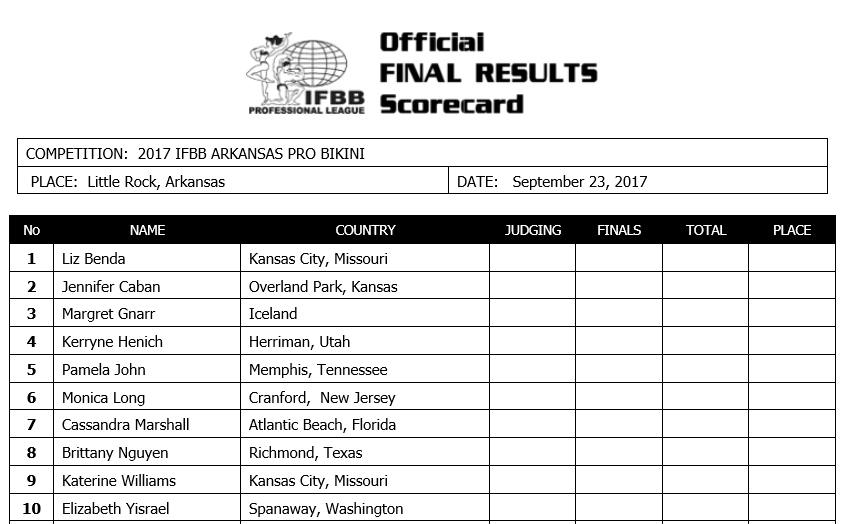 Official
FINAL RESULTS
Scorecard
IFBB
PROFESSIONAL LEAGUE
COMPETITION: 2017 IFBB ARKANSAS PRO BIKINI
PLACE: Little Rock, Arkansas DATE: September 23, 2017
No NAME COUNTRY JUDGING FINALS TOTAL PLACE
1 Liz Benda Kansas City, Missouri
2 Jennifer Caban Overland Park, Kansas
3 Margret Gnarr Iceland
4 Kerryne Henich Herriman, Utah
5 Pamela John Memphis, Tennessee
6 Monica Long Cranford, New Jersey
7 Cassandra Marshall Atlantic Beach, Florida
8 Brittany Nguyen Richmond, Texas
9 Katerine Williams Kansas City, Missouri
10 Elizabeth Yisrael Spanaway, Washington